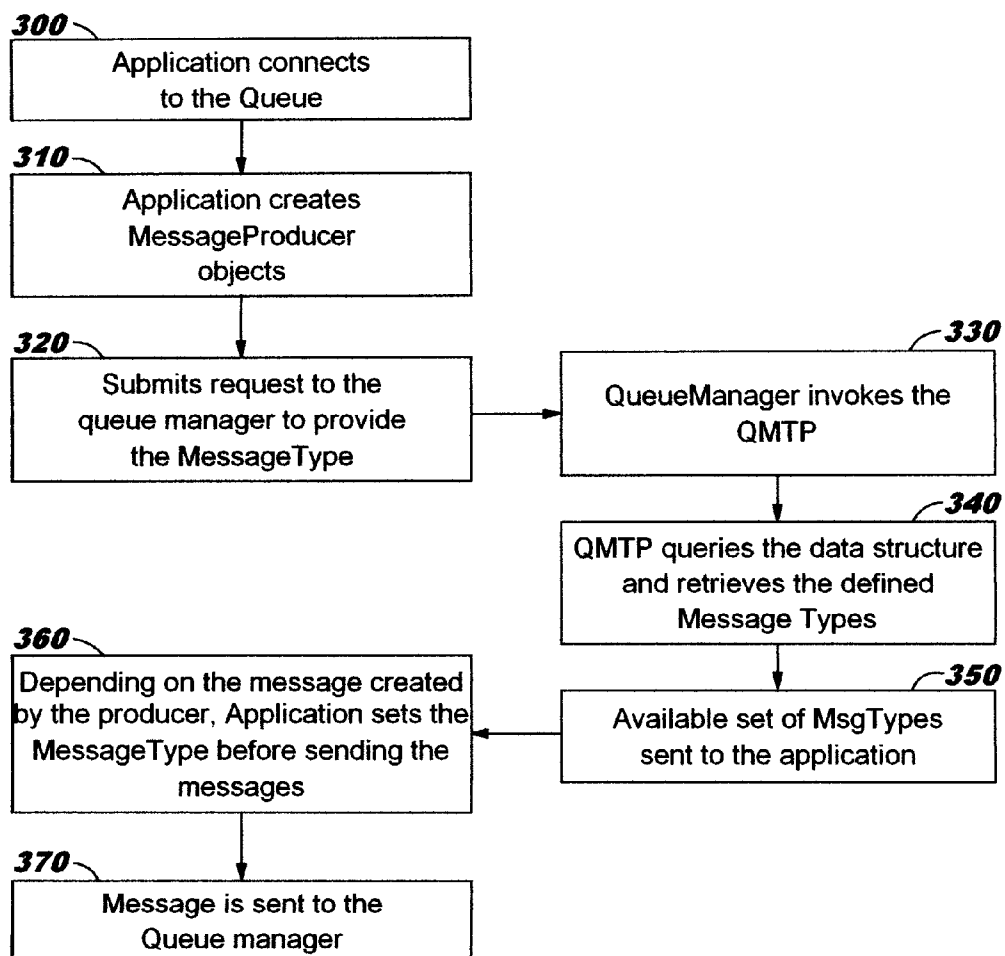 300
Application connects
to the Queue
310
Application creates
MessageProducer
objects
320
Submits request to the
queue manager to provide
the MessageType
330
QueueManager invokes the
QMTP
340
QMTP queries the data structure
and retrieves the defined
Message Types
350
Available set of MsgTypes
sent to the application
360
Depending on the message created
by the producer, Application sets the
MessageType before sending the
messages
370
Message is sent to the
Queue manager